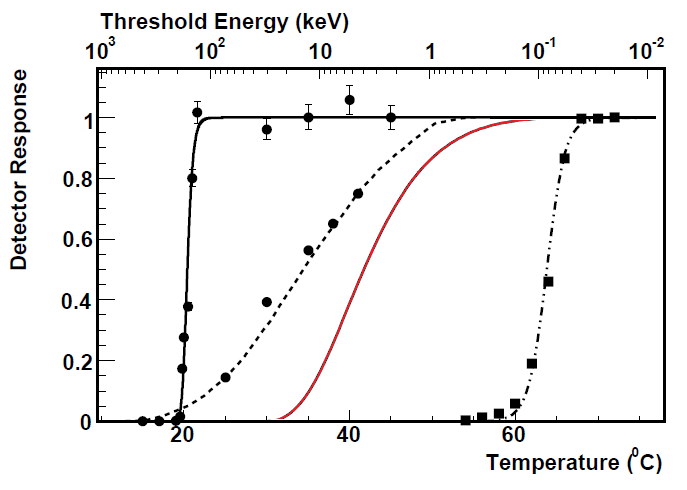 Threshold Energy (keV)
10³ 10² 10 1 10⁻¹ 10⁻²
Detector Response
1
0.8
0.6
0.4
0.2
0
20 40 60
Temperature (⁰C)